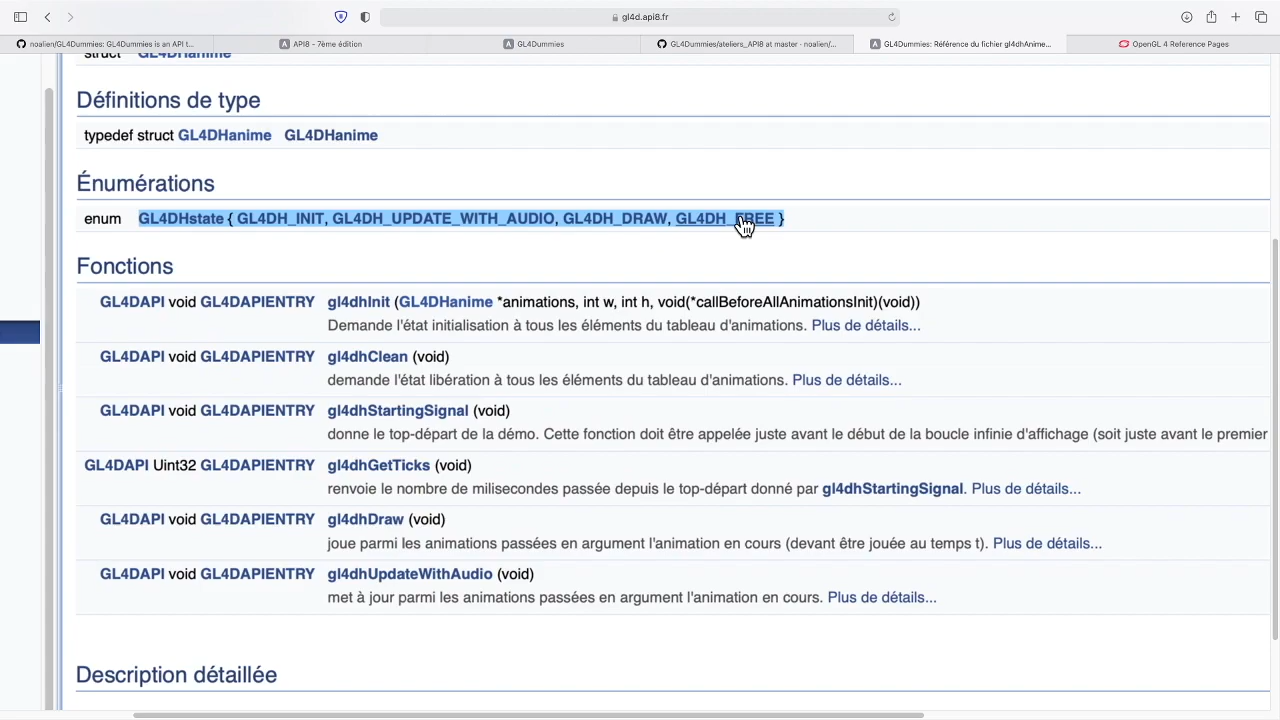 gl4d.api8.fr
noalien/GL4Dummies: GL4Dummies is an API t...
API8 - 7ème édition
GL4Dummies
GL4Dummies/ateliers_API8 at master · noalien/...
GL4Dummies: Référence du fichier gl4dhAnime...
OpenGL 4 Reference Pages
struct GL4DHanime
Définitions de type
typedef struct GL4DHanime GL4DHanime
Énumérations
enum GL4DHstate { GL4DH_INIT, GL4DH_UPDATE_WITH_AUDIO, GL4DH_DRAW, GL4DH_FREE }
Fonctions
GL4DAPI void GL4DAPIENTRY gl4dhInit (GL4DHanime *animations, int w, int h, void(*callBeforeAllAnimationsInit)(void))
Demande l'état initialisation à tous les éléments du tableau d'animations. Plus de détails...
GL4DAPI void GL4DAPIENTRY gl4dhClean (void)
demande l'état libération à tous les éléments du tableau d'animations. Plus de détails...
GL4DAPI void GL4DAPIENTRY gl4dhStartingSignal (void)
donne le top-départ de la démo. Cette fonction doit être appelée juste avant le début de la boucle infinie d'affichage (soit juste avant le premier
GL4DAPI Uint32 GL4DAPIENTRY gl4dhGetTicks (void)
renvoie le nombre de milisecondes passée depuis le top-départ donné par gl4dhStartingSignal. Plus de détails...
GL4DAPI void GL4DAPIENTRY gl4dhDraw (void)
joue parmi les animations passées en argument l'animation en cours (devant être jouée au temps t). Plus de détails...
GL4DAPI void GL4DAPIENTRY gl4dhUpdateWithAudio (void)
met à jour parmi les animations passées en argument l'animation en cours. Plus de détails...
Description détaillée